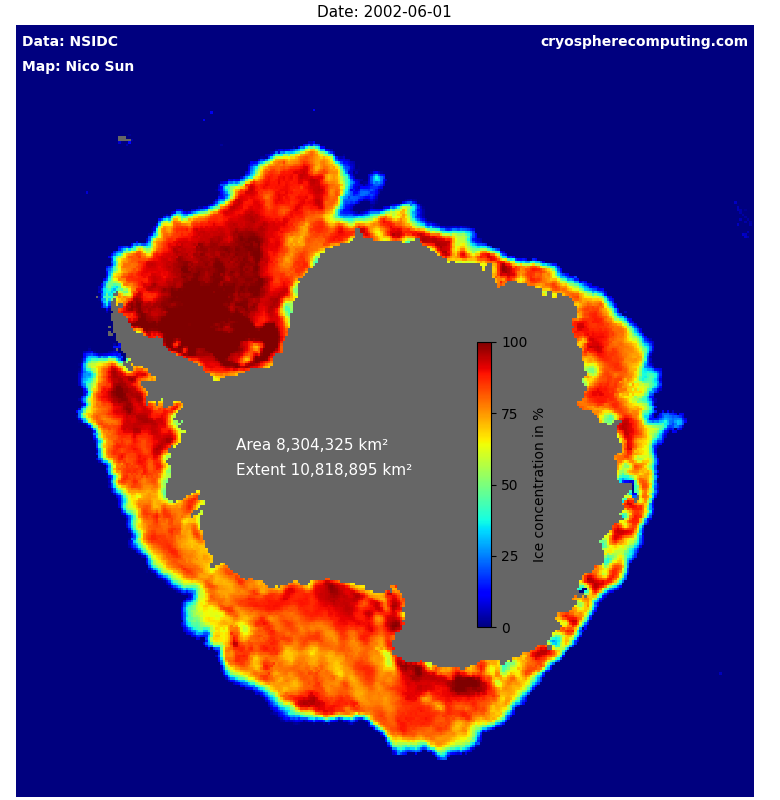 Date: 2002-06-01
Data: NSIDC
cryospherecomputing.com
Map: Nico Sun
100
75
50
25
0
Ice concentration in %
Area 8,304,325 km²
Extent 10,818,895 km²